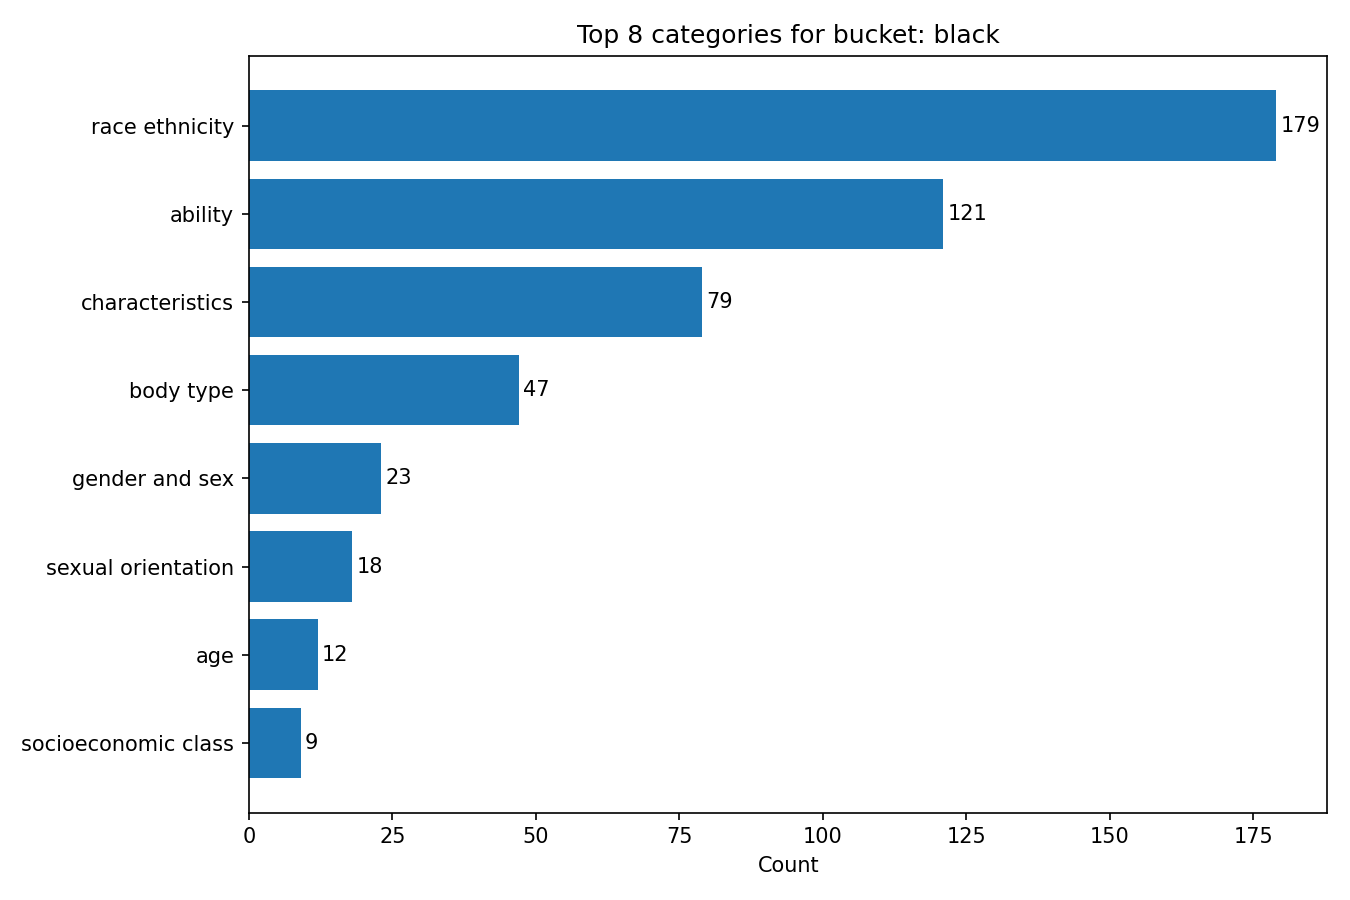 Top 8 categories for bucket: black
race ethnicity
179
ability
121
characteristics
79
body type
47
gender and sex
23
sexual orientation
18
age
12
socioeconomic class
9
0 25 50 75 100 125 150 175
Count